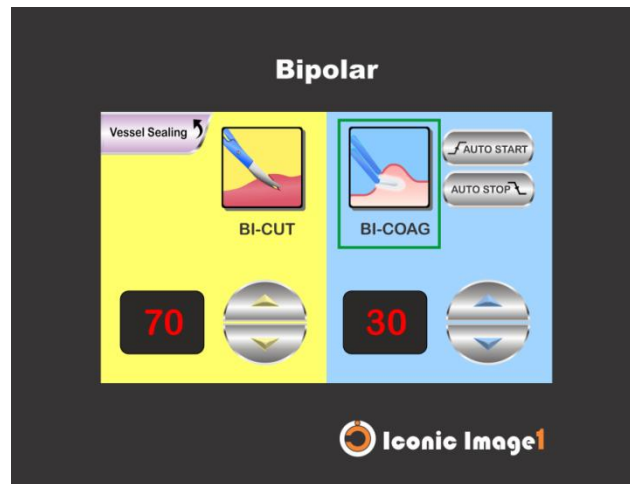 Bipolar
Vessel Sealing
BI-CUT
BI-COAG
AUTO START
AUTO STOP
70
30
Iconic Image1